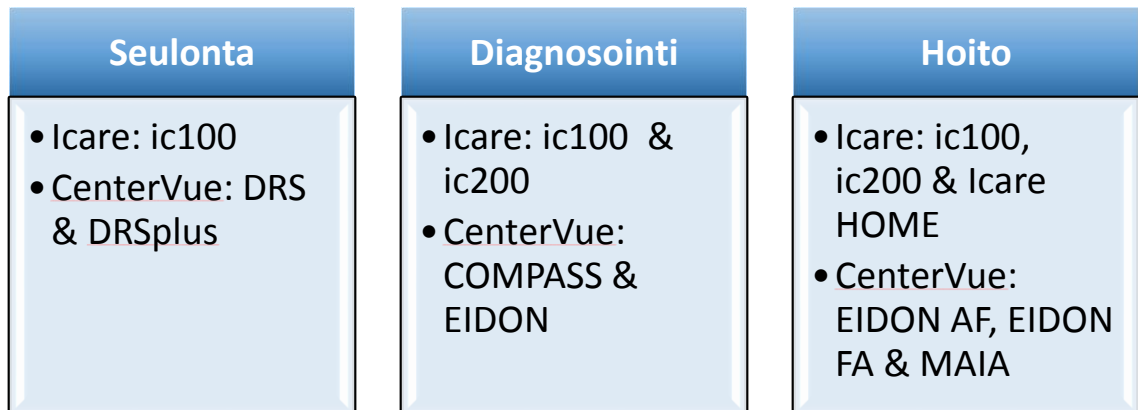 Seulonta
• Icare: ic100
• CenterVue: DRS
& DRSplus
Diagnosointi
• Icare: ic100 &
ic200
• CenterVue:
COMPASS &
EIDON
Hoito
• Icare: ic100,
ic200 & Icare
HOME
• CenterVue:
EIDON AF, EIDON
FA & MAIA